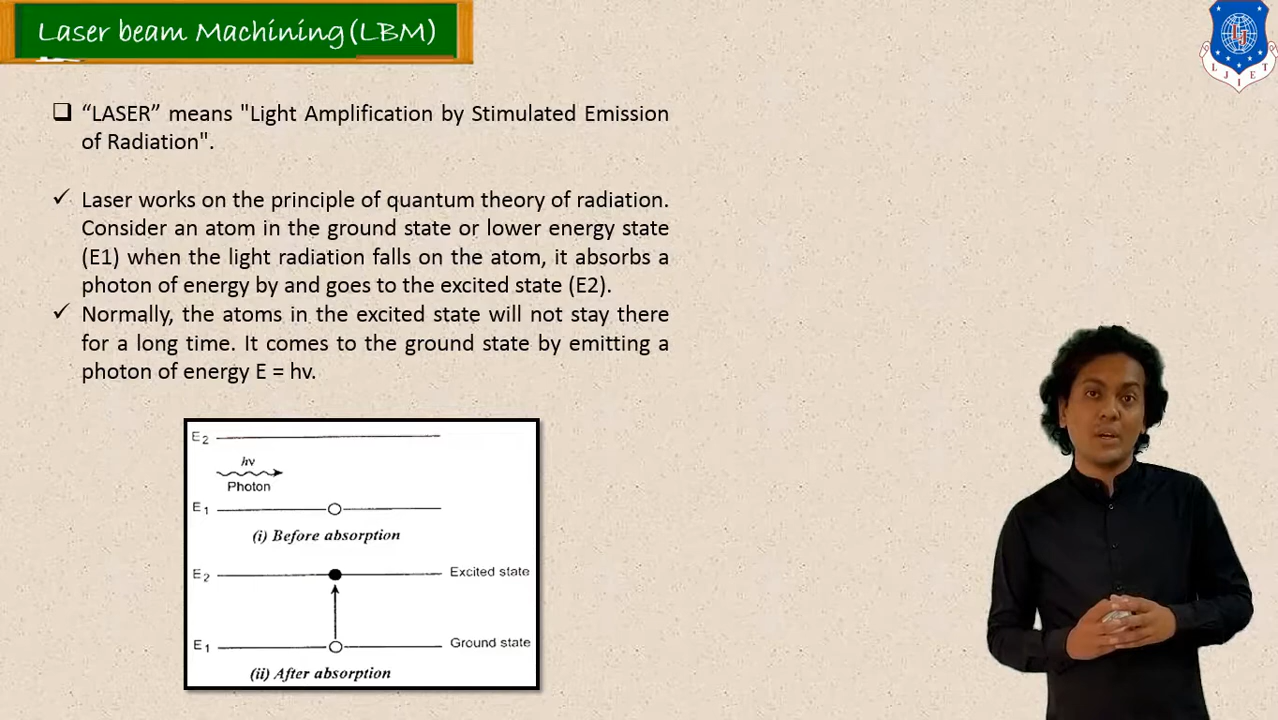 Laser beam Machining (LBM)
L J I E T
“LASER” means "Light Amplification by Stimulated Emission
of Radiation".
Laser works on the principle of quantum theory of radiation.
Consider an atom in the ground state or lower energy state
(E1) when the light radiation falls on the atom, it absorbs a
photon of energy by and goes to the excited state (E2).
Normally, the atoms in the excited state will not stay there
for a long time. It comes to the ground state by emitting a
photon of energy E = hv.
E2
hν
Photon
E1
(i) Before absorption
E2 Excited state
E1 Ground state
(ii) After absorption